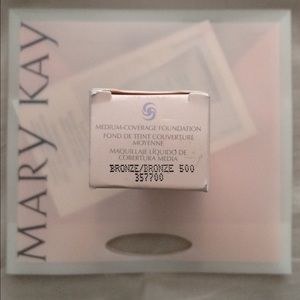 MARY KAY
MEDIUM-COVERAGE FOUNDATION
FOND DE TEINT COUVERTURE
MOYENNE
MAQUILLAJE LÍQUIDO DE
COBERTURA MEDIA
BRONZE/BRONZE 500
357700